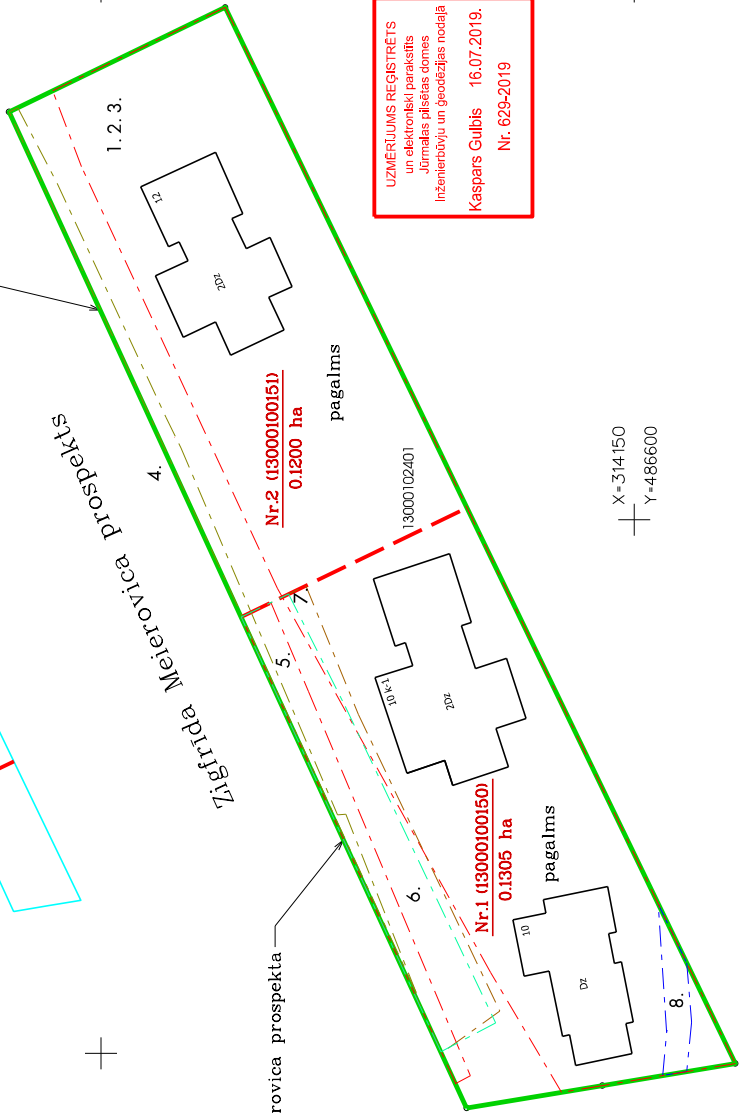 1. 2. 3.
12
2Dz
UZMĒRĪJUMS REĢISTRĒTS
un elektroniski parakstīts
Jūrmalas pilsētas domes
Inženierbūvju un ģeodēzijas nodaļā
Kaspars Gulbis 16.07.2019.
Nr. 629-2019
4.
Zigfrīda Meierovica prospekts
Nr.2 (13000100151)
0.1200 ha
pagalms
13000102401
X=314150
Y=486600
7.
5.
10 k-1
2Dz
6.
Nr.1 (13000100150)
0.1305 ha
pagalms
10
Dz
8.
rovica prospekta